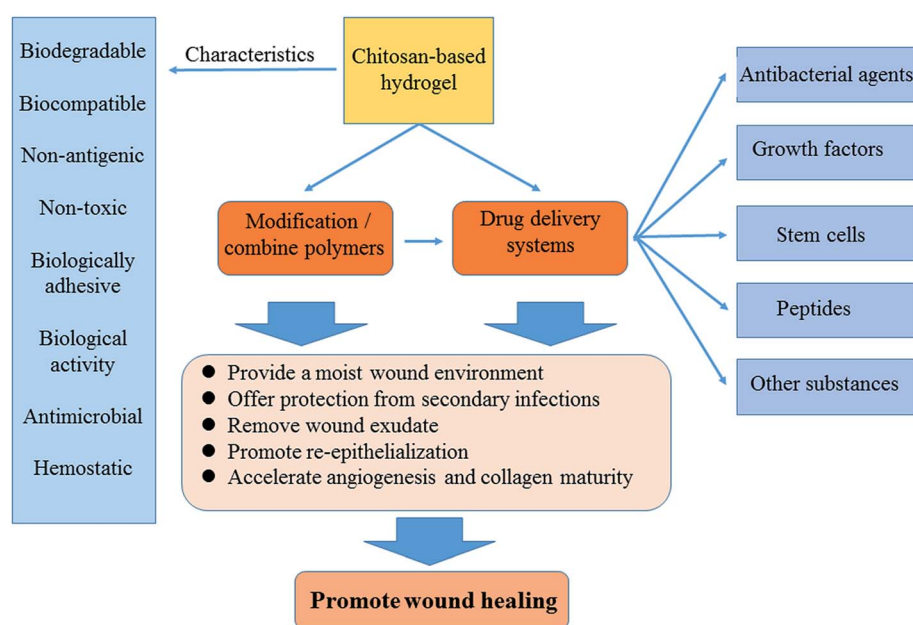 Biodegradable
Biocompatible
Non-antigenic
Non-toxic
Biologically
adhesive
Biological
activity
Antimicrobial
Hemostatic
Characteristics
Chitosan-based
hydrogel
Modification /
combine polymers
Drug delivery
systems
Antibacterial agents
Growth factors
Stem cells
Peptides
Other substances
● Provide a moist wound environment
● Offer protection from secondary infections
● Remove wound exudate
● Promote re-epithelialization
● Accelerate angiogenesis and collagen maturity
Promote wound healing